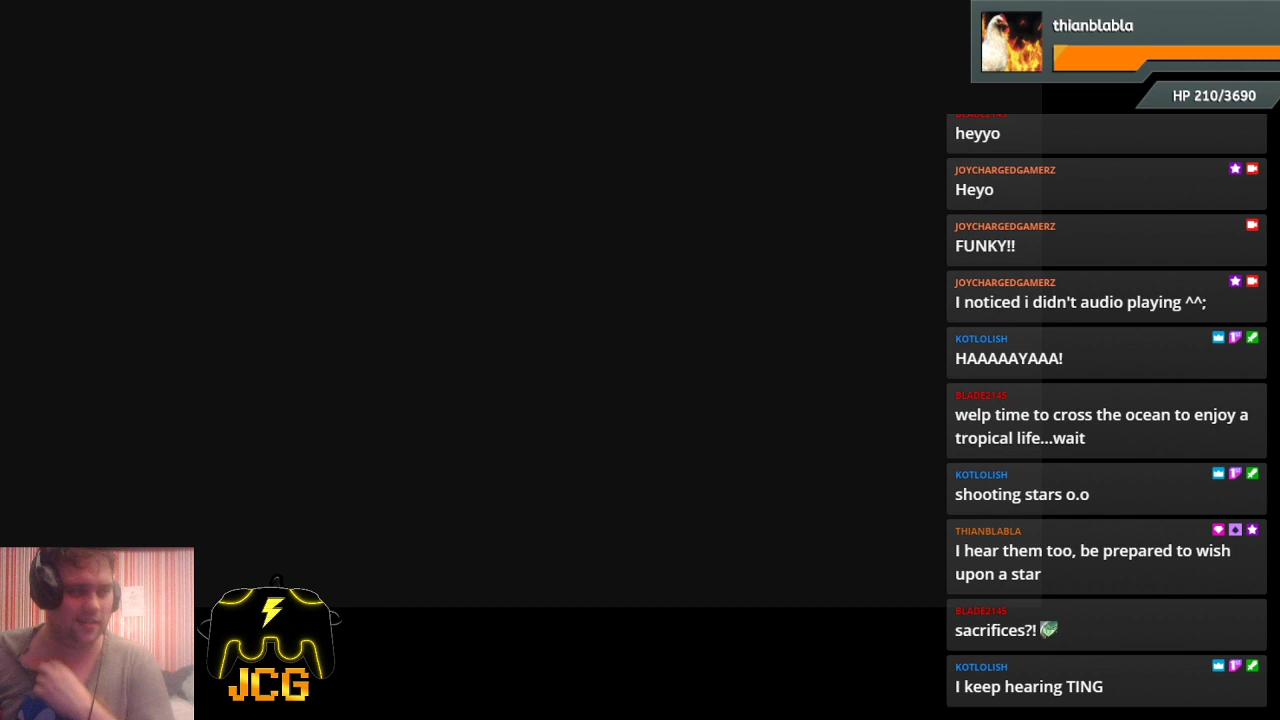 thianblabla
HP 210/3690
BLADE2145
heyyo
JOYCHARGEDGAMERZ
Heyo
JOYCHARGEDGAMERZ
FUNKY!!
JOYCHARGEDGAMERZ
I noticed i didn't audio playing ^^;
KOTLOLISH
HAAAAAYAAA!
BLADE2145
welp time to cross the ocean to enjoy a
tropical life...wait
KOTLOLISH
shooting stars o.o
THIANBLABLA
I hear them too, be prepared to wish
upon a star
BLADE2145
sacrifices?!
KOTLOLISH
I keep hearing TING
JCG